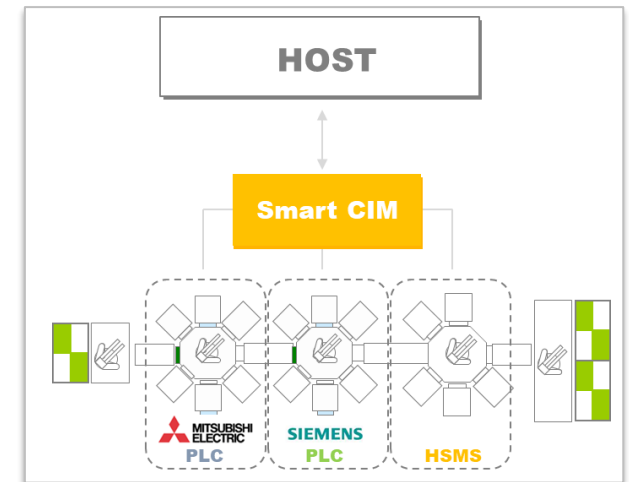 HOST
Smart CIM
MITSUBISHI
ELECTRIC
PLC
SIEMENS
PLC
HSMS